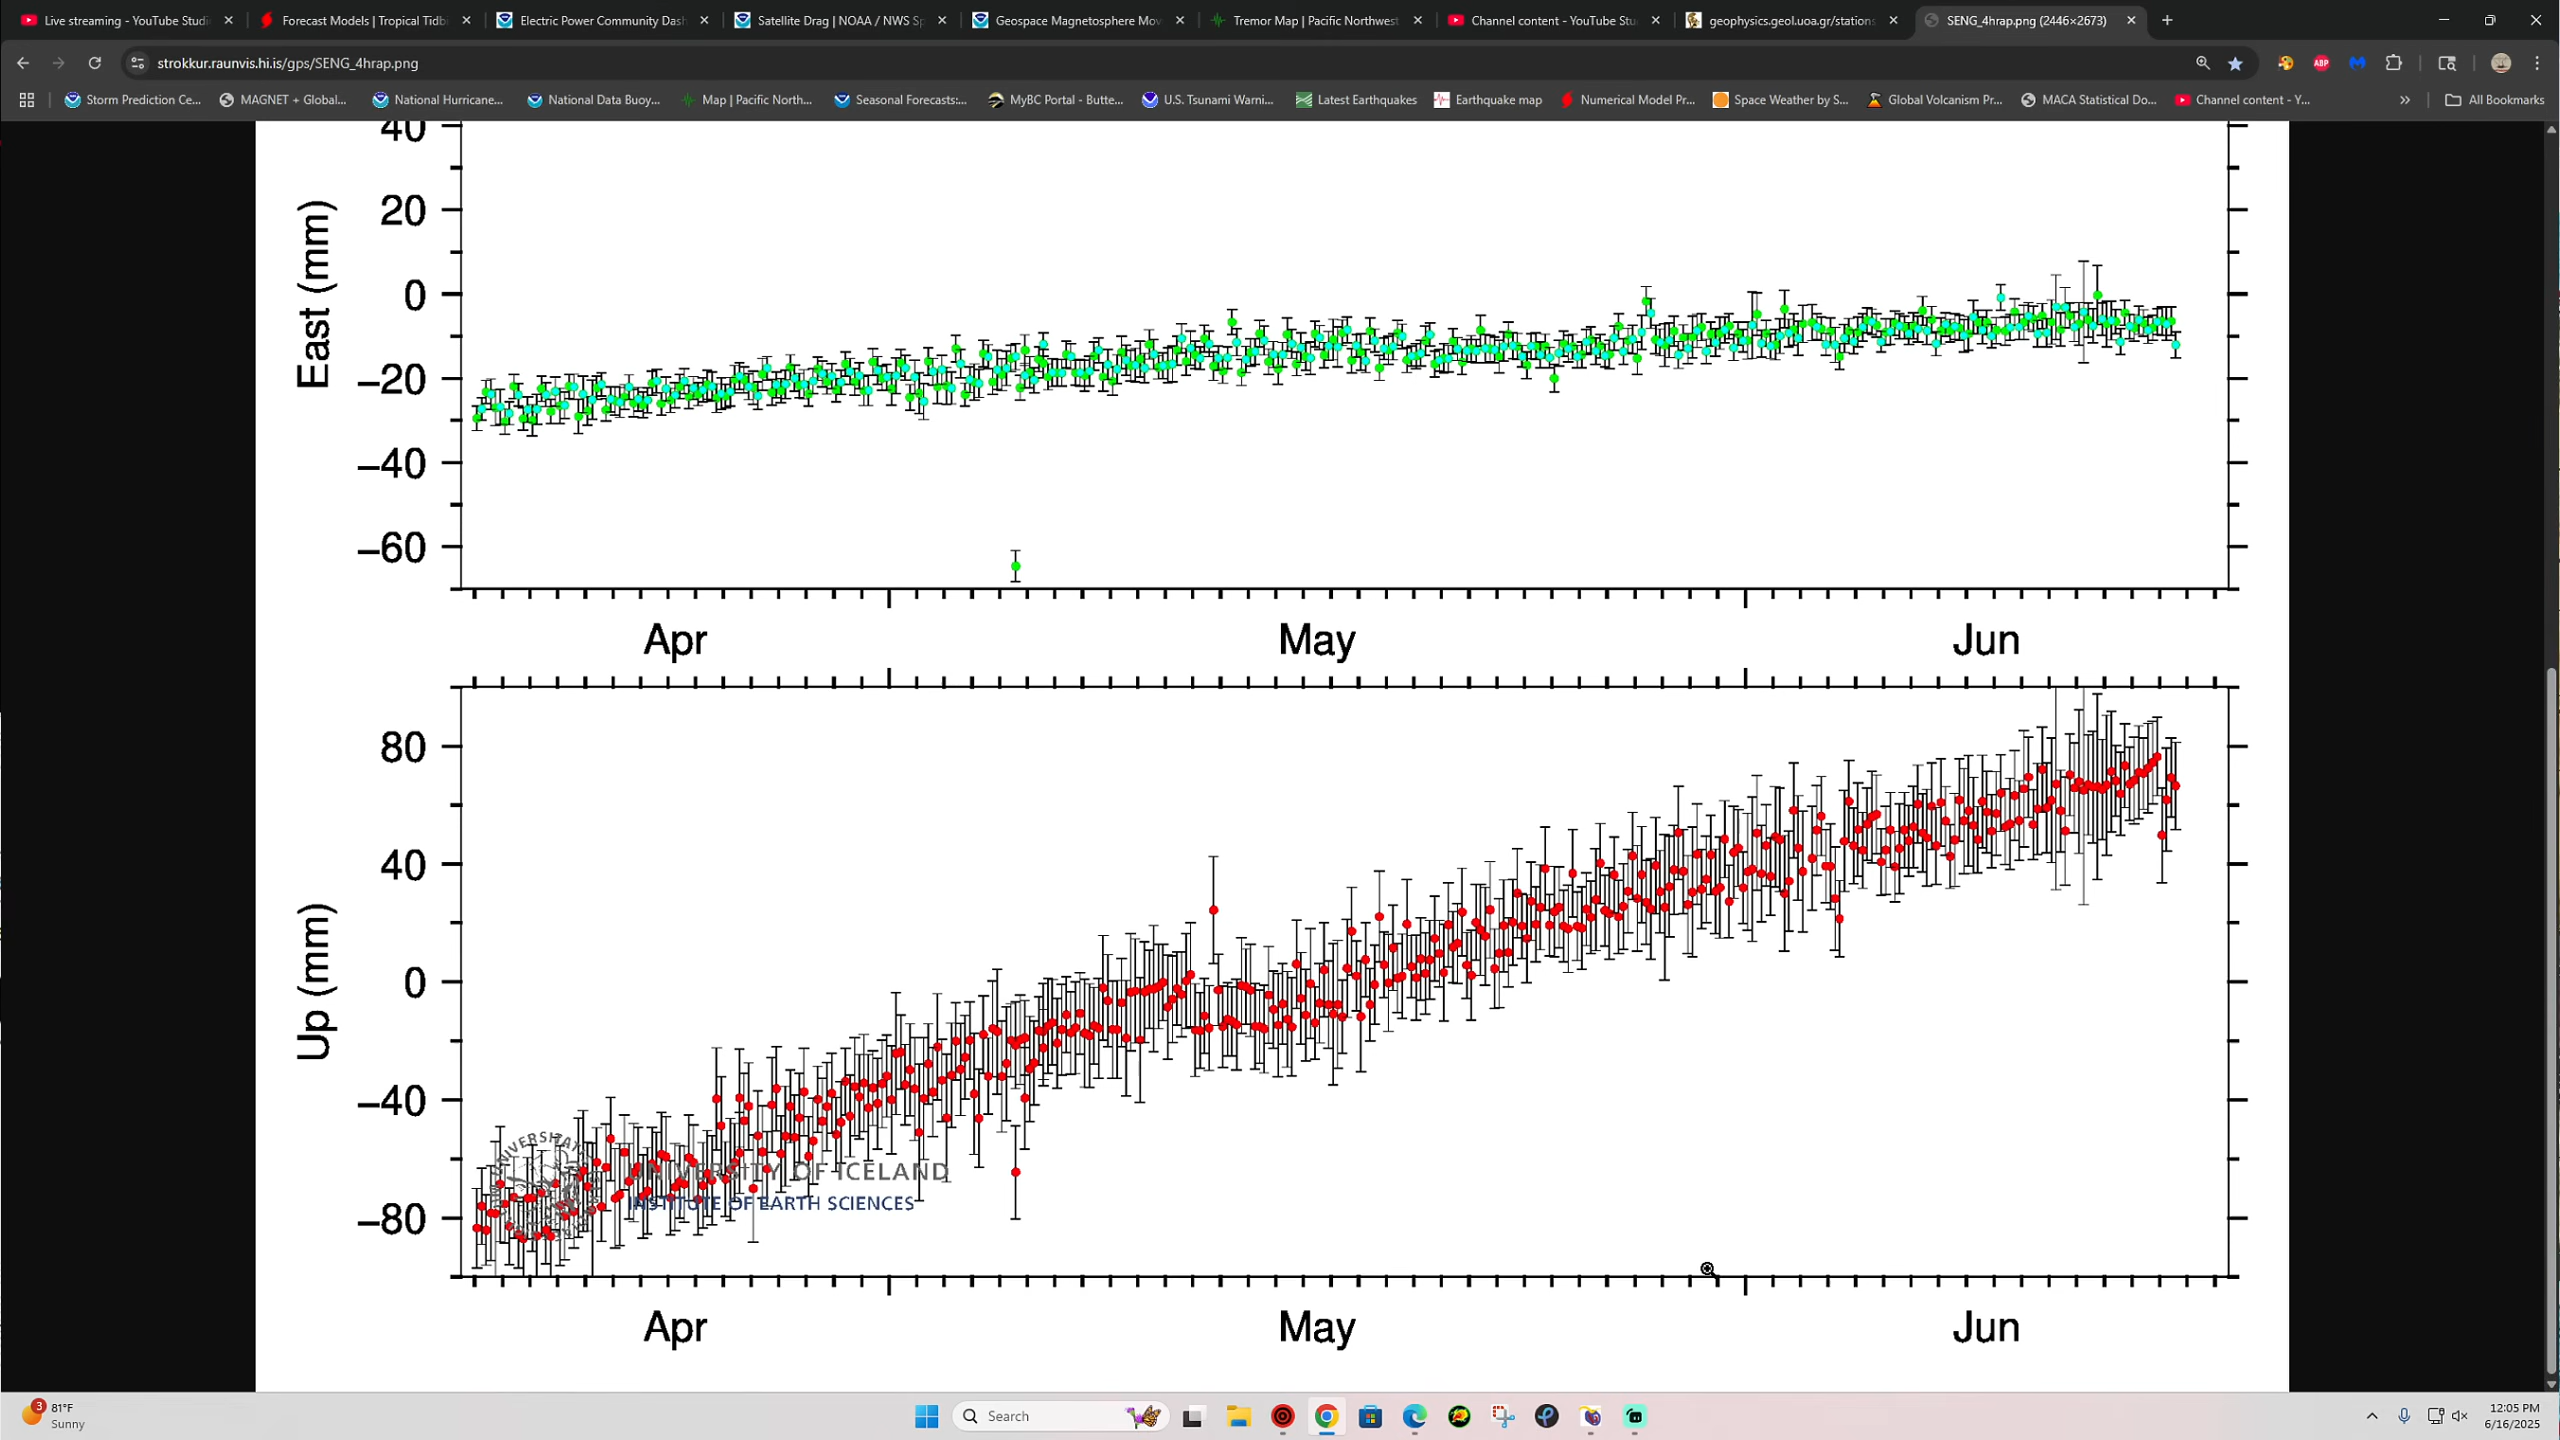 Live streaming - YouTube Studi
Forecast Models | Tropical Tidbi
Electric Power Community Das
Satellite Drag | NOAA / NWS Sp
Geospace Magnetosphere Mov
Tremor Map | Pacific Northwest
Channel content - YouTube Stu
geophysics.geol.uoa.gr/stations
SENG_4hrap.png (2446×2673)
strokkur.raunvis.hi.is/gps/SENG_4hrap.png
ABP
Storm Prediction Ce...
MAGNET + Global...
National Hurricane...
National Data Buoy...
Map | Pacific North...
Seasonal Forecasts:...
MyBC Portal - Butte...
U.S. Tsunami Warni...
Latest Earthquakes
Earthquake map
Numerical Model Pr...
Space Weather by S...
Global Volcanism Pr...
MACA Statistical Do...
Channel content - Y...
All Bookmarks
East (mm)
40
20
0
−20
−40
−60
Apr
May
Jun
Up (mm)
80
40
0
−40
−80
UNIVERSITY OF ICELAND
INSTITUTE OF EARTH SCIENCES
Apr
May
Jun
3
81°F
Sunny
Search
12:05 PM
6/16/2025